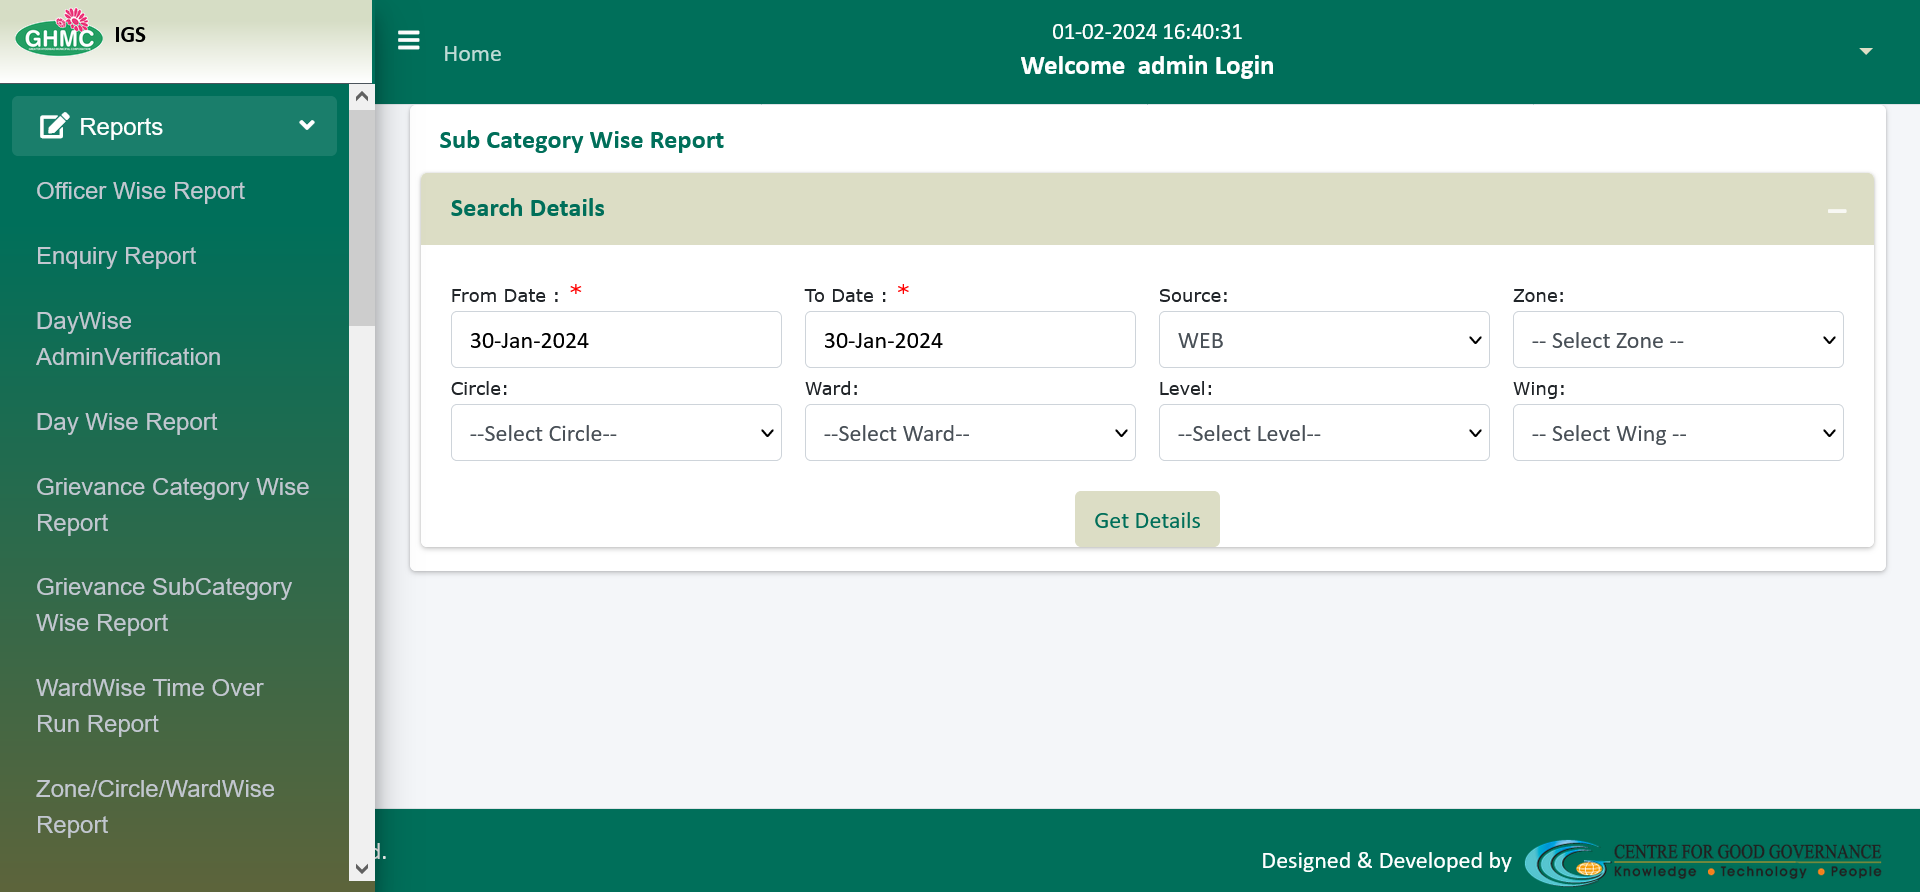 GHMC
IGS
Home
01-02-2024 16:40:31
Welcome admin Login
Reports
Officer Wise Report
Enquiry Report
DayWise
AdminVerification
Day Wise Report
Grievance Category Wise
Report
Grievance SubCategory
Wise Report
WardWise Time Over
Run Report
Zone/Circle/WardWise
Report
Sub Category Wise Report
Search Details
From Date : *
To Date : *
Source:
Zone:
30-Jan-2024
30-Jan-2024
WEB
-- Select Zone --
Circle:
Ward:
Level:
Wing:
--Select Circle--
--Select Ward--
--Select Level--
-- Select Wing --
Get Details
d.
Designed & Developed by
CENTRE FOR GOOD GOVERNANCE
Knowledge • Technology • People